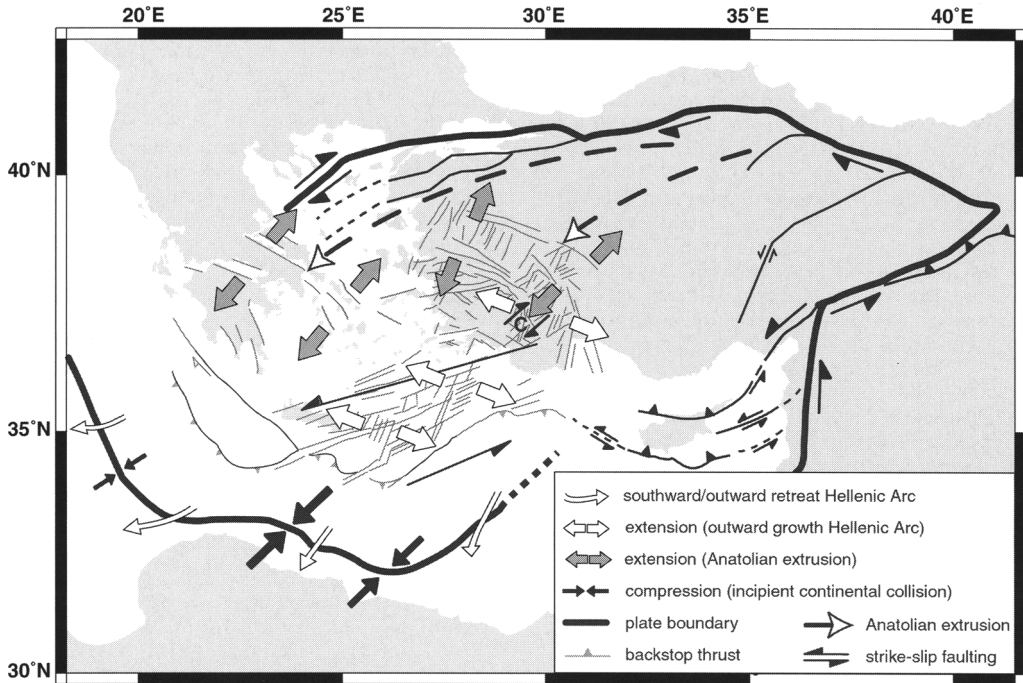 20˚E 25˚E 30˚E 35˚E 40˚E
40˚N
C
35˚N
southward/outward retreat Hellenic Arc
extension (outward growth Hellenic Arc)
extension (Anatolian extrusion)
compression (incipient continental collision)
plate boundary
Anatolian extrusion
backstop thrust
strike-slip faulting
30˚N